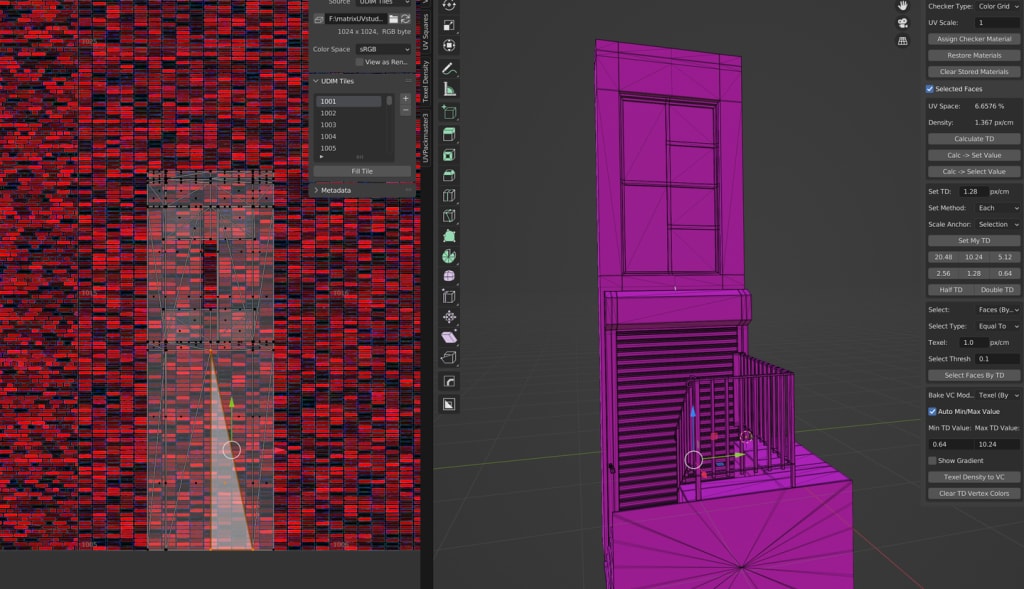 Source UDIM Tiles
F:\matrixUVstud...
1024 x 1024, RGB byte
Color Space sRGB
View as Ren...
UDIM Tiles
1001
1002
1003
1004
1005
Fill Tile
Metadata
UV Squares
Texel Density
UVPackmaster3
Checker Type: Color Grid
UV Scale: 1
Assign Checker Material
Restore Materials
Clear Stored Materials
Selected Faces
UV Space: 6.6576 %
Density: 1.367 px/cm
Calculate TD
Calc -> Set Value
Calc -> Select Value
Set TD: 1.28 px/cm
Set Method: Each
Scale Anchor: Selection
Set My TD
20.48 10.24 5.12
2.56 1.28 0.64
Half TD Double TD
Select: Faces (By...
Select Type: Equal To
Texel: 1.0 px/cm
Select Thresh 0.1
Select Faces By TD
Bake VC Mod... Texel (By
Auto Min/Max Value
Min TD Value: Max TD Value:
0.64 10.24
Show Gradient
Texel Density to VC
Clear TD Vertex Colors